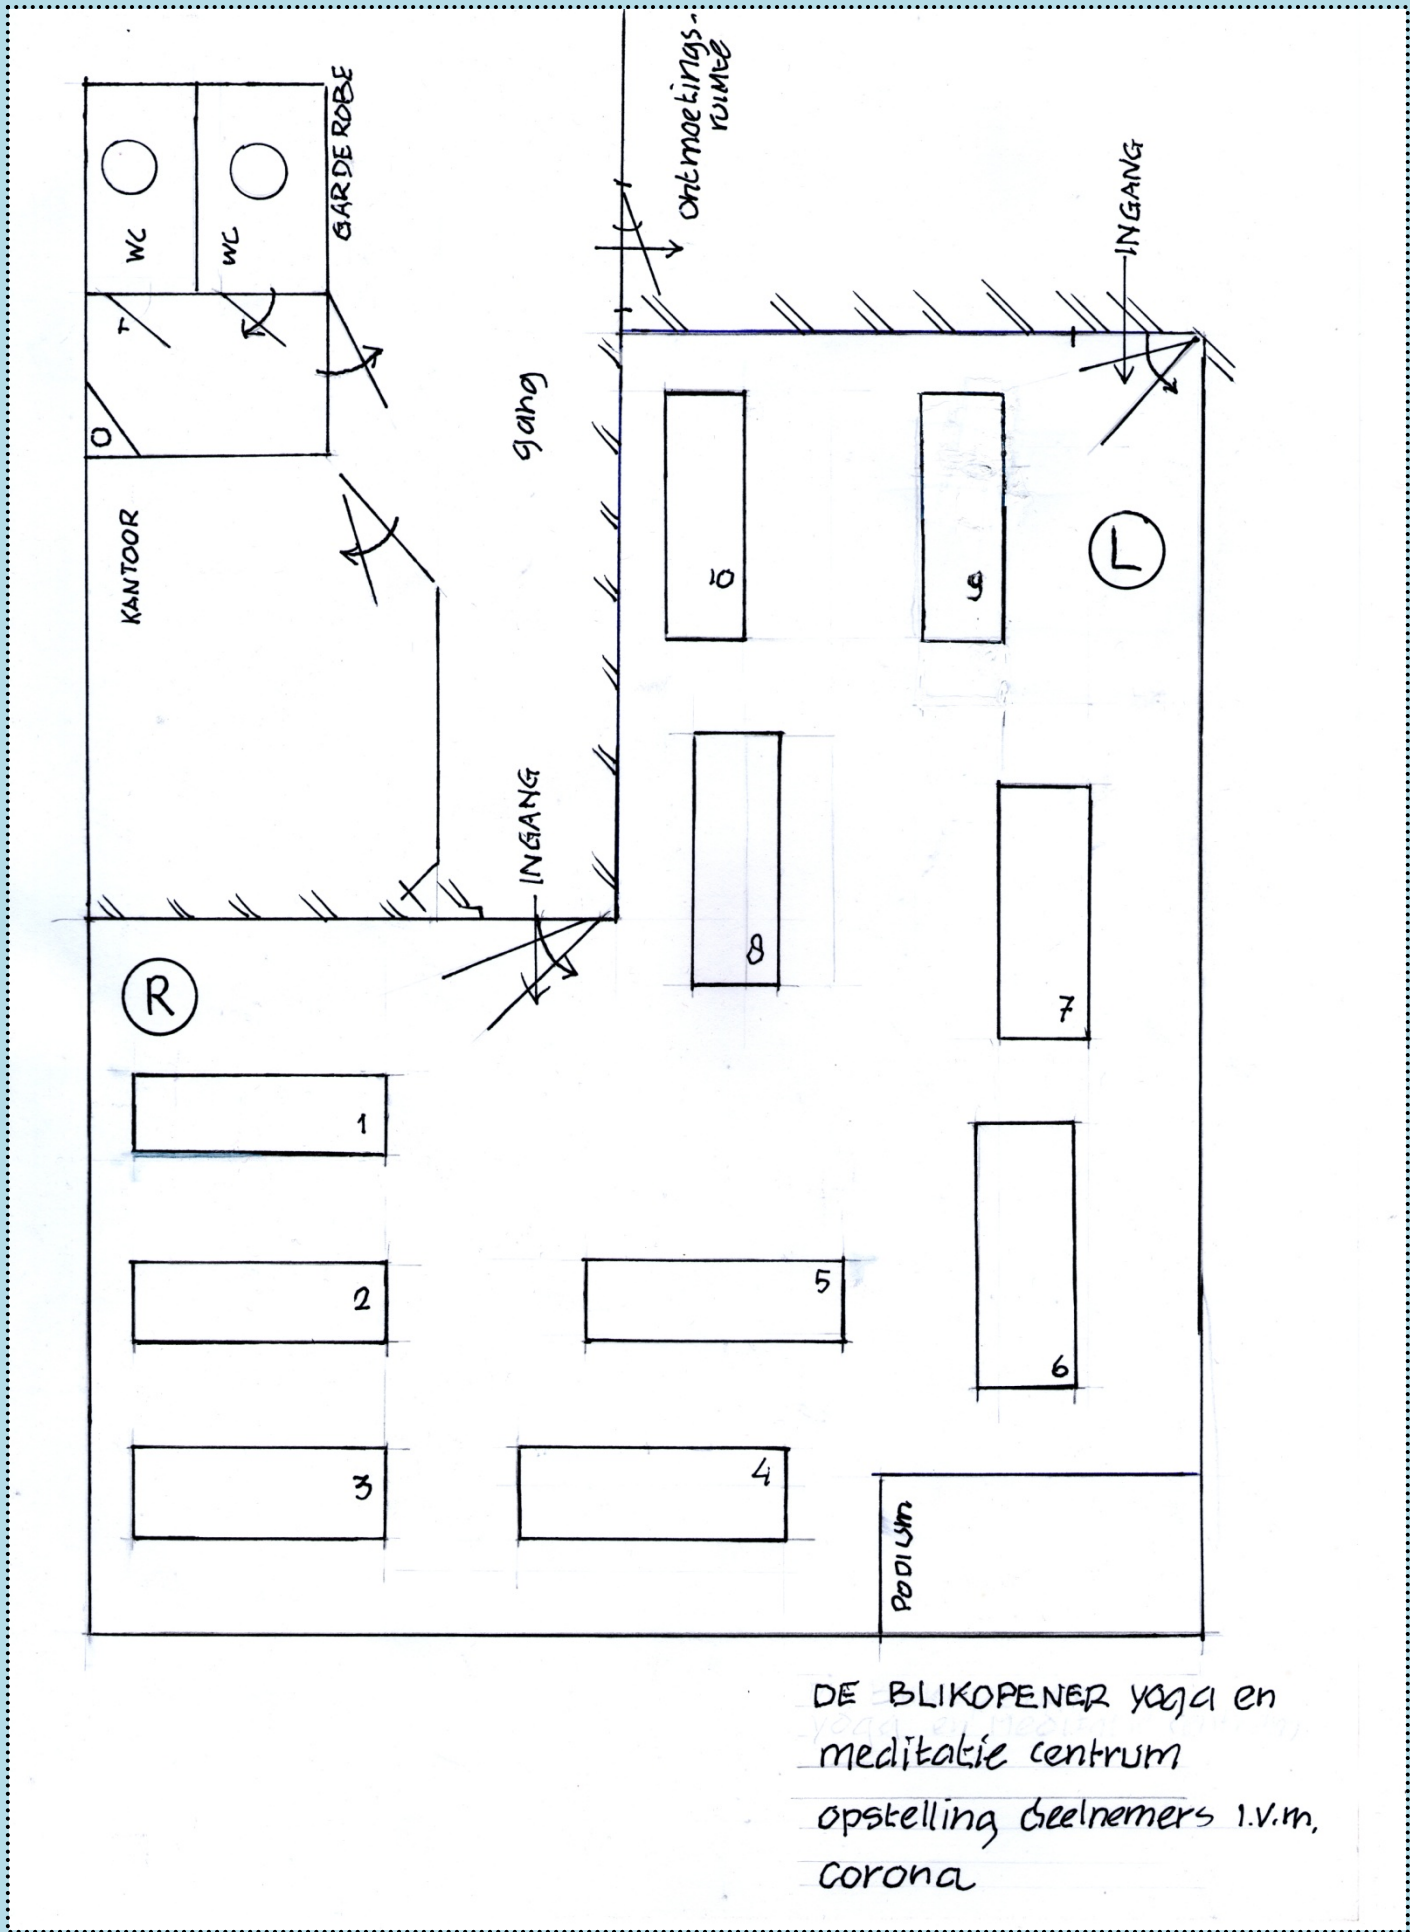 WC
WC
GARDEROBE
ontmoetings-
ruimte
INGANG
gang
KANTOOR
INGANG
10
9
L
8
7
R
1
2
5
6
3
4
PODIUM
DE BLIKOPENER yoga en
meditatie centrum
opstelling deelnemers i.v.m.
corona